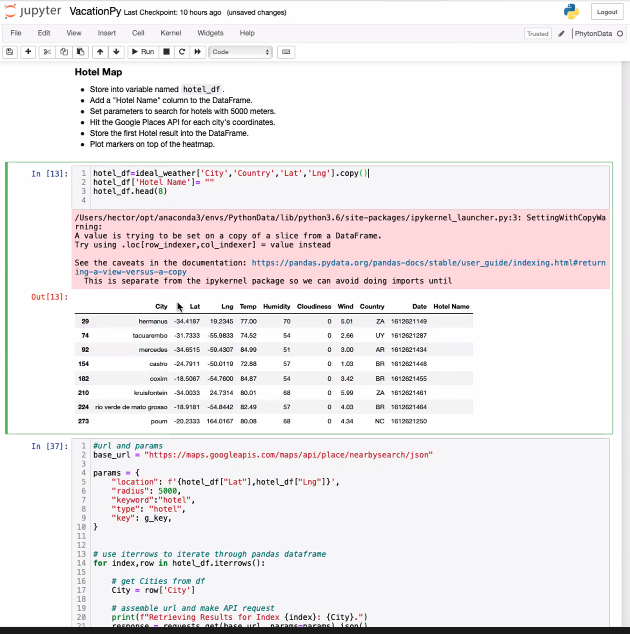 jupyter VacationPy Last Checkpoint: 10 hours ago (unsaved changes) Logout
File Edit View Insert Cell Kernel Widgets Help Trusted PhytonData
Run Code
Hotel Map
• Store into variable named hotel_df.
• Add a "Hotel Name" column to the DataFrame.
• Set parameters to search for hotels with 5000 meters.
• Hit the Google Places API for each city's coordinates.
• Store the first Hotel result into the DataFrame.
• Plot markers on top of the heatmap.
In [13]: 1 hotel_df=ideal_weather['City','Country','Lat','Lng'].copy()
2 hotel_df['Hotel Name']= ""
3 hotel_df.head(8)
4
/Users/hector/opt/anaconda3/envs/PythonData/lib/python3.6/site-packages/ipykernel_launcher.py:3: SettingWithCopyWa
rning:
A value is trying to be set on a copy of a slice from a DataFrame.
Try using .loc[row_indexer,col_indexer] = value instead
See the caveats in the documentation: https://pandas.pydata.org/pandas-docs/stable/user_guide/indexing.html#return
ing-a-view-versus-a-copy
This is separate from the ipykernel package so we can avoid doing imports until
Out[13]:
City Lat Lng Temp Humidity Cloudiness Wind Country Date Hotel Name
29 hermanus -34.4187 19.2345 77.00 70 0 5.01 ZA 1612621149
74 tacuarembo -31.7333 -55.9833 74.52 54 0 2.66 UY 1612621287
92 mercedes -34.6515 -59.4307 84.99 51 0 3.00 AR 1612621434
154 castro -24.7911 -50.0119 72.88 57 0 1.03 BR 1612621448
182 coxim -18.5067 -54.7600 84.87 54 0 3.42 BR 1612621455
210 kruisfontein -34.0033 24.7314 80.01 68 0 5.99 ZA 1612621461
224 rio verde de mato grosso -18.9181 -54.8442 82.49 57 0 4.03 BR 1612621464
273 poum -20.2333 164.0167 80.08 68 0 4.34 NC 1612621250
In [37]: 1 #url and params
2 base_url = "https://maps.googleapis.com/maps/api/place/nearbysearch/json"
3
4 params = {
5 "location": f'{hotel_df["Lat"],hotel_df["Lng"]}',
6 "radius": 5000,
7 "keyword":"hotel",
8 "type": "hotel",
9 "key": g_key,
10 }
11
12
13 # use iterrows to iterate through pandas dataframe
14 for index,row in hotel_df.iterrows():
15
16 # get Cities from df
17 City = row['City']
18
19 # assemble url and make API request
20 print(f"Retrieving Results for Index {index}: {City}.")
21 response = requests.get(base_url, params=params).json()